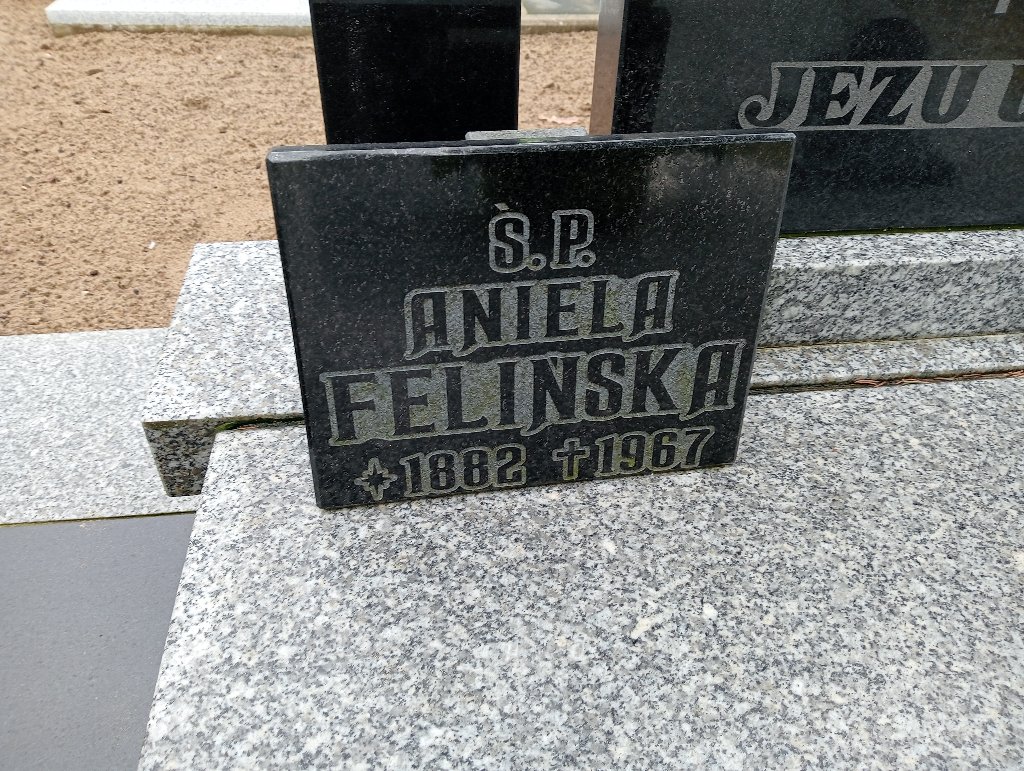 JEZU
Ś.P.
ANIELA
FELIŃSKA
1882 1967